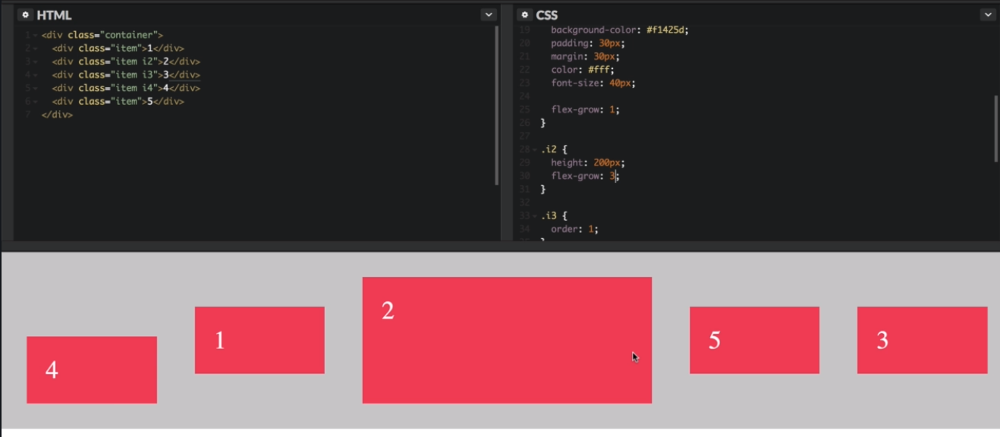 HTML
1 <div class="container">
2 <div class="item">1</div>
3 <div class="item i2">2</div>
4 <div class="item i3">3</div>
5 <div class="item i4">4</div>
6 <div class="item">5</div>
7 </div>
CSS
19 background-color: #f1425d;
20 padding: 30px;
21 margin: 30px;
22 color: #fff;
23 font-size: 40px;
24
25 flex-grow: 1;
26 }
27
28 .i2 {
29 height: 200px;
30 flex-grow: 3;
31 }
32
33 .i3 {
34 order: 1;
4
1
2
5
3